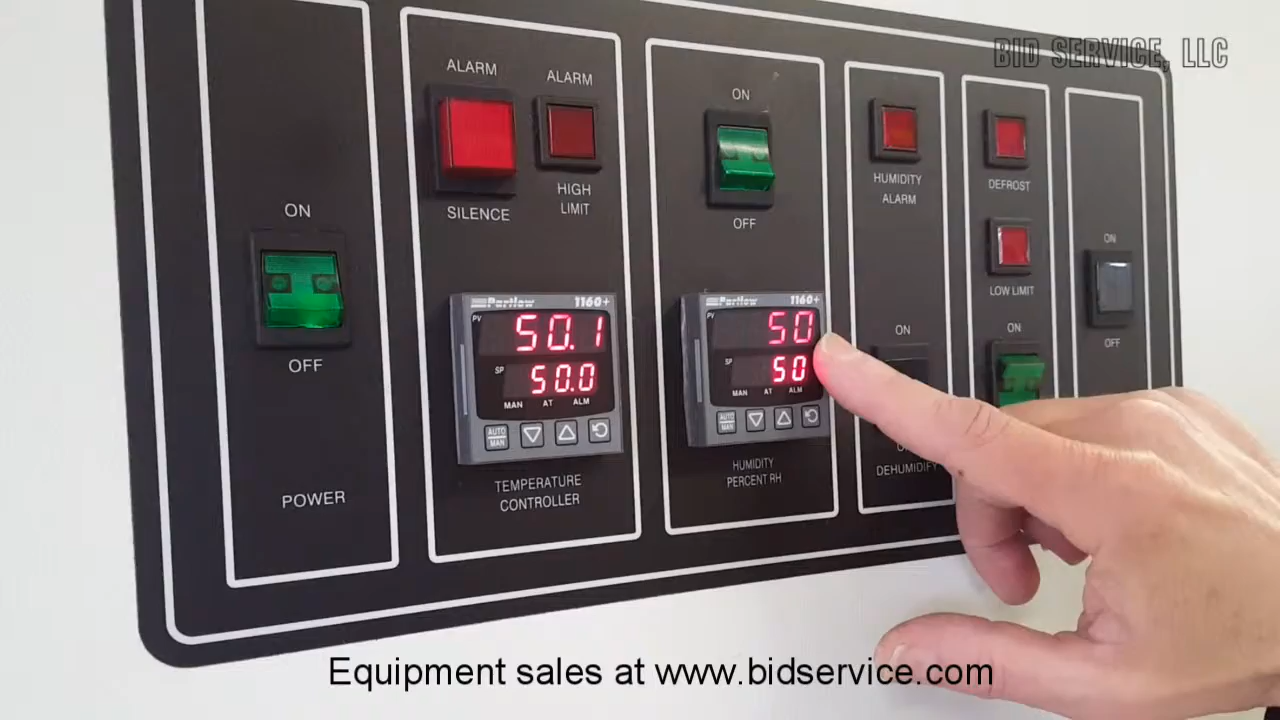 BID SERVICE, LLC
ON
OFF
POWER
ALARM
SILENCE
ALARM
HIGH
LIMIT
Partlow 1160+
PV 50.1
SP 50.0
MAN AT ALM
AUTO
MAN
TEMPERATURE
CONTROLLER
ON
OFF
Partlow 1160+
PV 50
SP 50
MAN AT ALM
AUTO
MAN
HUMIDITY
PERCENT RH
HUMIDITY
ALARM
ON
DEHUMIDIFY
DEFROST
LOW LIMIT
ON
ON
OFF
Equipment sales at www.bidservice.com